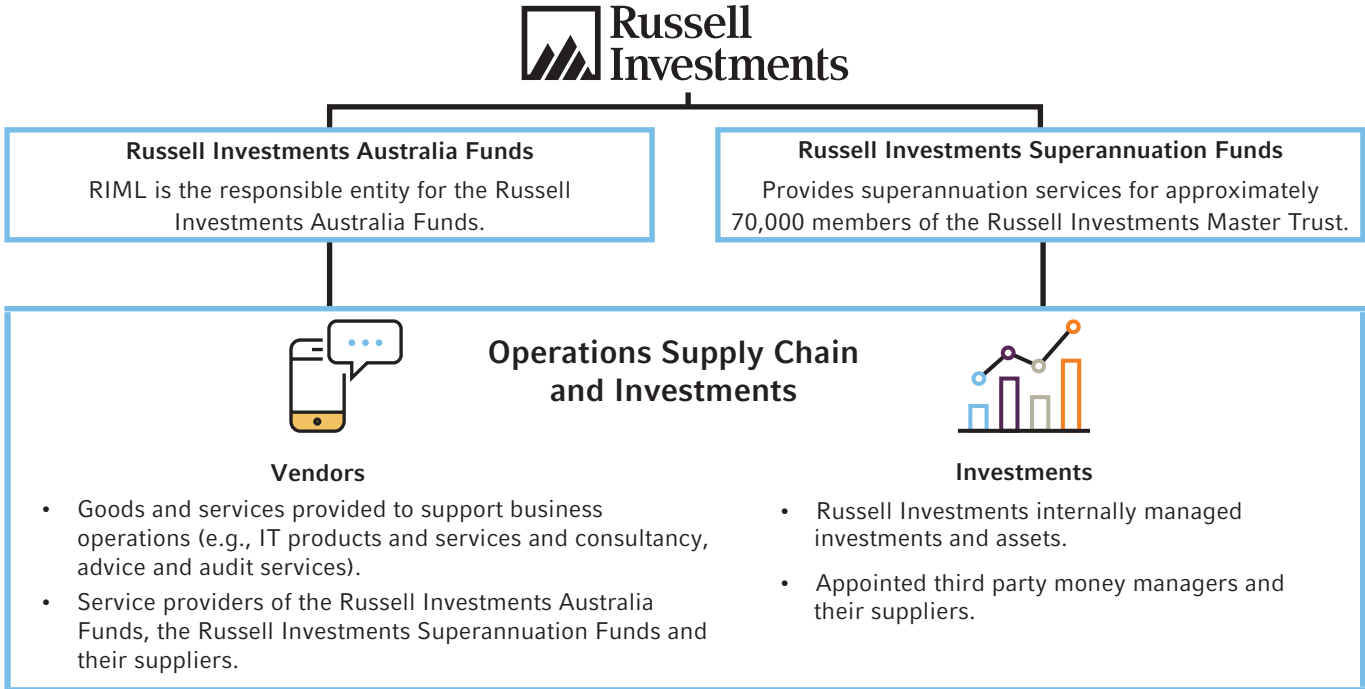 Russell
Investments
Russell Investments Australia Funds
RIML is the responsible entity for the Russell
Investments Australia Funds.
Russell Investments Superannuation Funds
Provides superannuation services for approximately
70,000 members of the Russell Investments Master Trust.
Operations Supply Chain
and Investments
Vendors
• Goods and services provided to support business
operations (e.g., IT products and services and consultancy,
advice and audit services).
• Service providers of the Russell Investments Australia
Funds, the Russell Investments Superannuation Funds and
their suppliers.
Investments
• Russell Investments internally managed
investments and assets.
• Appointed third party money managers and
their suppliers.